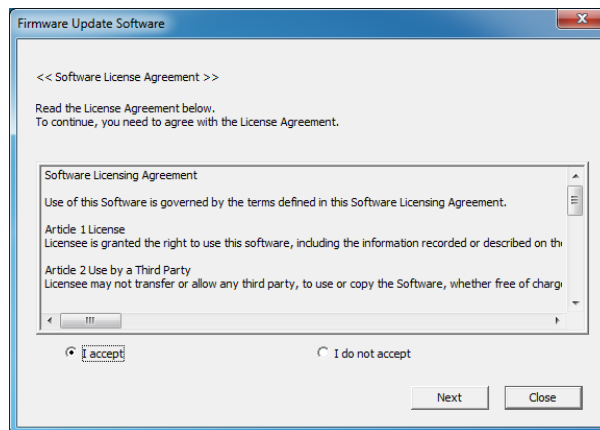 Firmware Update Software
<< Software License Agreement >>
Read the License Agreement below.
To continue, you need to agree with the License Agreement.
Software Licensing Agreement
Use of this Software is governed by the terms defined in this Software Licensing Agreement.
Article 1 License
Licensee is granted the right to use this software, including the information recorded or described on
Article 2 Use by a Third Party
Licensee may not transfer or allow any third party, to use or copy the Software, whether free of
I accept
I do not accept
Next
Close